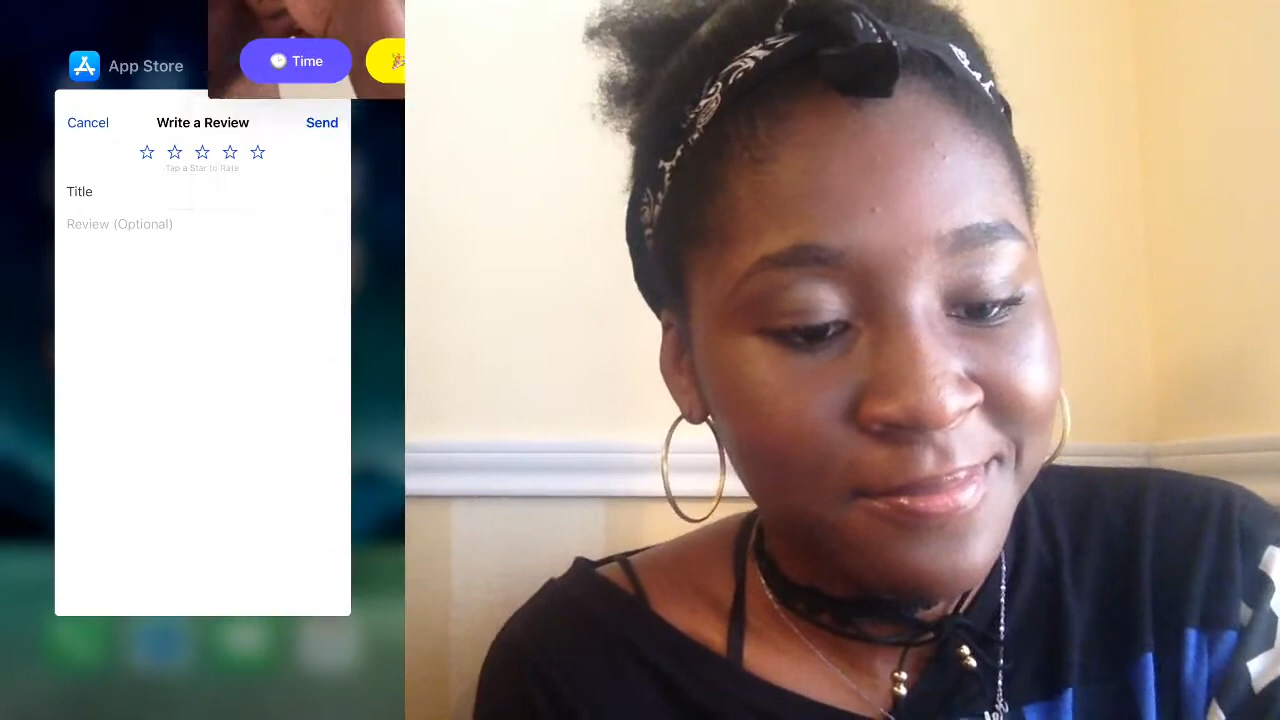 🕒 Time
App Store
Cancel Write a Review Send
Tap a Star to Rate
Title
Review (Optional)